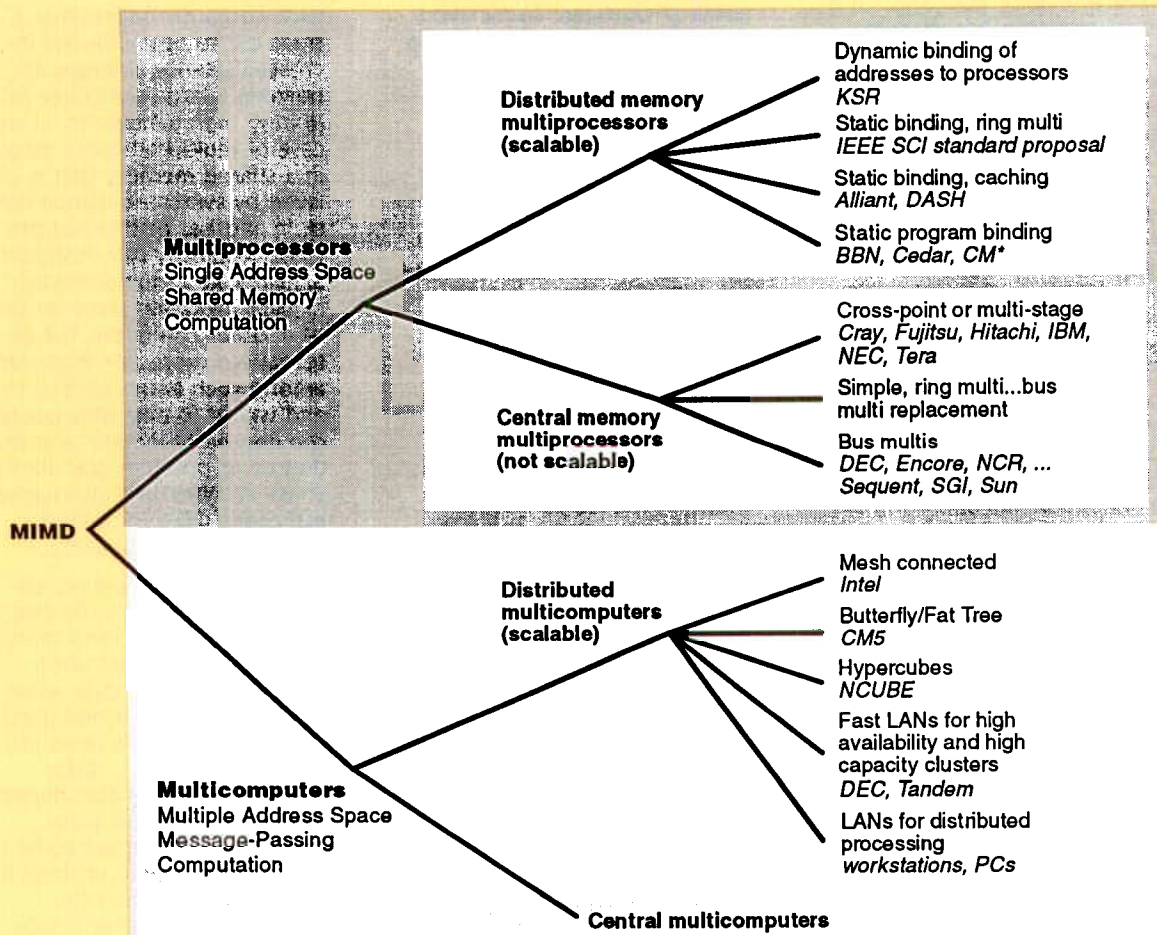 Dynamic binding of
addresses to processors
KSR
Distributed memory
multiprocessors
(scalable)
Static binding, ring multi
IEEE SCI standard proposal
Static binding, caching
Alliant, DASH
Static program binding
BBN, Cedar, CM*
Multiprocessors
Single Address Space
Shared Memory
Computation
Cross-point or multi-stage
Cray, Fujitsu, Hitachi, IBM,
NEC, Tera
Simple, ring multi...bus
multi replacement
Central memory
multiprocessors
(not scalable)
Bus multis
DEC, Encore, NCR, ...
Sequent, SGI, Sun
MIMD
Mesh connected
Intel
Distributed
multicomputers
(scalable)
Butterfly/Fat Tree
CM5
Hypercubes
NCUBE
Fast LANs for high
availability and high
capacity clusters
DEC, Tandem
Multicomputers
Multiple Address Space
Message-Passing
Computation
LANs for distributed
processing
workstations, PCs
Central multicomputers